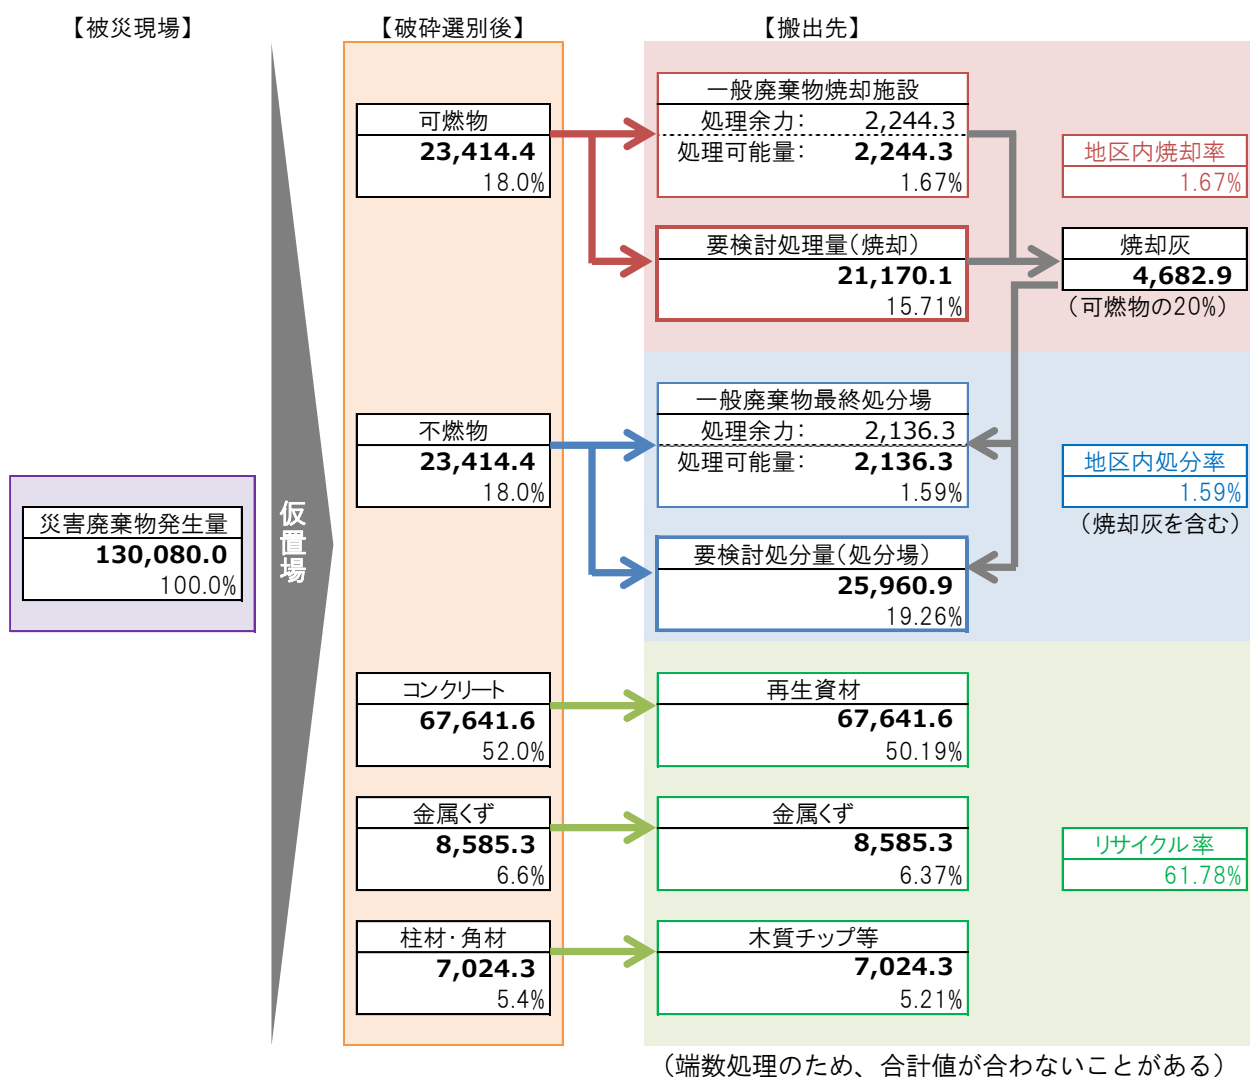 【被災現場】
【破砕選別後】
【搬出先】
災害廃棄物発生量
130,080.0
100.0%
仮置場
可燃物
23,414.4
18.0%
不燃物
23,414.4
18.0%
コンクリート
67,641.6
52.0%
金属くず
8,585.3
6.6%
柱材・角材
7,024.3
5.4%
一般廃棄物焼却施設
処理余力： 2,244.3
処理可能量： 2,244.3
1.67%
要検討処理量（焼却）
21,170.1
15.71%
一般廃棄物最終処分場
処理余力： 2,136.3
処理可能量： 2,136.3
1.59%
要検討処分量（処分場）
25,960.9
19.26%
再生資材
67,641.6
50.19%
金属くず
8,585.3
6.37%
木質チップ等
7,024.3
5.21%
地区内焼却率
1.67%
焼却灰
4,682.9
（可燃物の20%）
地区内処分率
1.59%
（焼却灰を含む）
リサイクル率
61.78%
（端数処理のため、合計値が合わないことがある）